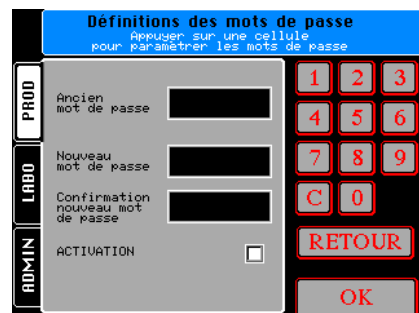 Définitions des mots de passe
Appuyer sur une cellule
pour paramètrer les mots de passe
PROD
LABO
ADMIN
Ancien
mot de passe
Nouveau
mot de passe
Confirmation
nouveau mot
de passe
ACTIVATION
1 2 3
4 5 6
7 8 9
C 0
RETOUR
OK